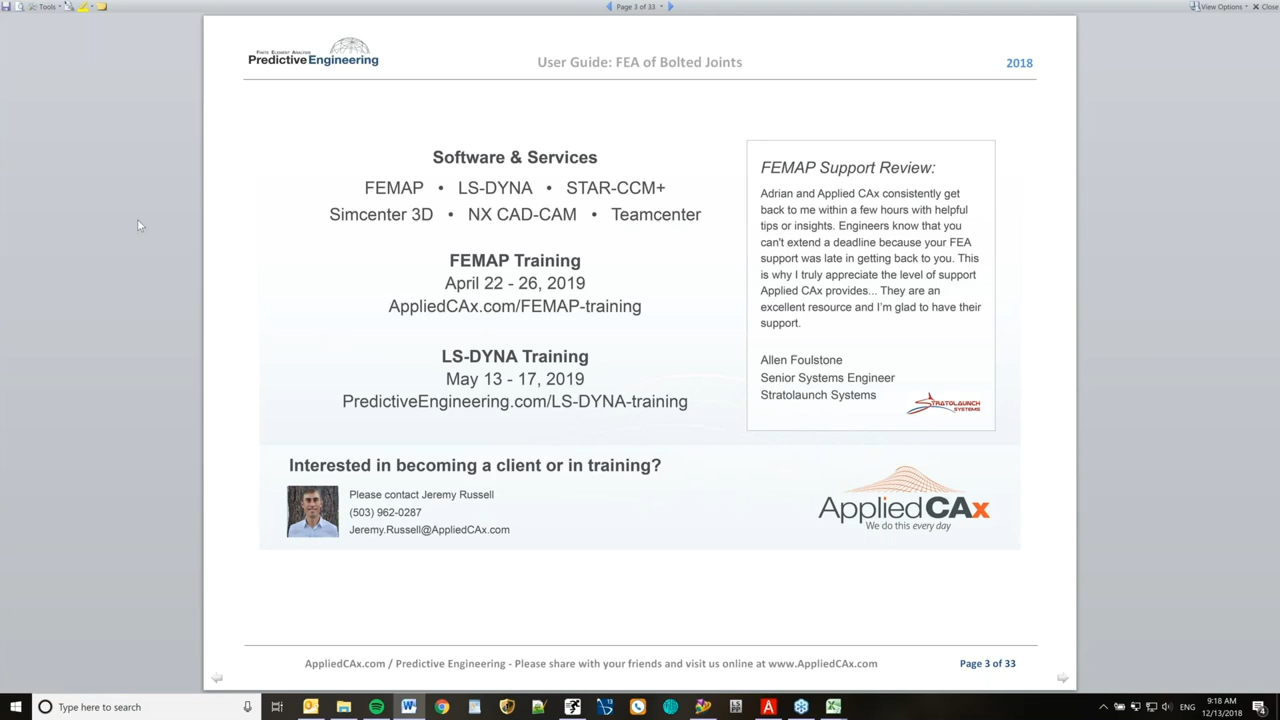 Tools
Page 3 of 33
View Options
Close
FINITE ELEMENT ANALYSIS
Predictive Engineering
User Guide: FEA of Bolted Joints
2018
Software & Services
FEMAP • LS-DYNA • STAR-CCM+
Simcenter 3D • NX CAD-CAM • Teamcenter
FEMAP Training
April 22 - 26, 2019
AppliedCAx.com/FEMAP-training
LS-DYNA Training
May 13 - 17, 2019
PredictiveEngineering.com/LS-DYNA-training
FEMAP Support Review:
Adrian and Applied CAx consistently get
back to me within a few hours with helpful
tips or insights. Engineers know that you
can't extend a deadline because your FEA
support was late in getting back to you. This
is why I truly appreciate the level of support
Applied CAx provides... They are an
excellent resource and I'm glad to have their
support.
Allen Foulstone
Senior Systems Engineer
Stratolaunch Systems
STRATOLAUNCH
SYSTEMS
Interested in becoming a client or in training?
Please contact Jeremy Russell
(503) 962-0287
Jeremy.Russell@AppliedCAx.com
AppliedCAx
We do this every day
AppliedCAx.com / Predictive Engineering - Please share with your friends and visit us online at www.AppliedCAx.com
Page 3 of 33
Type here to search
ENG
9:18 AM
12/13/2018